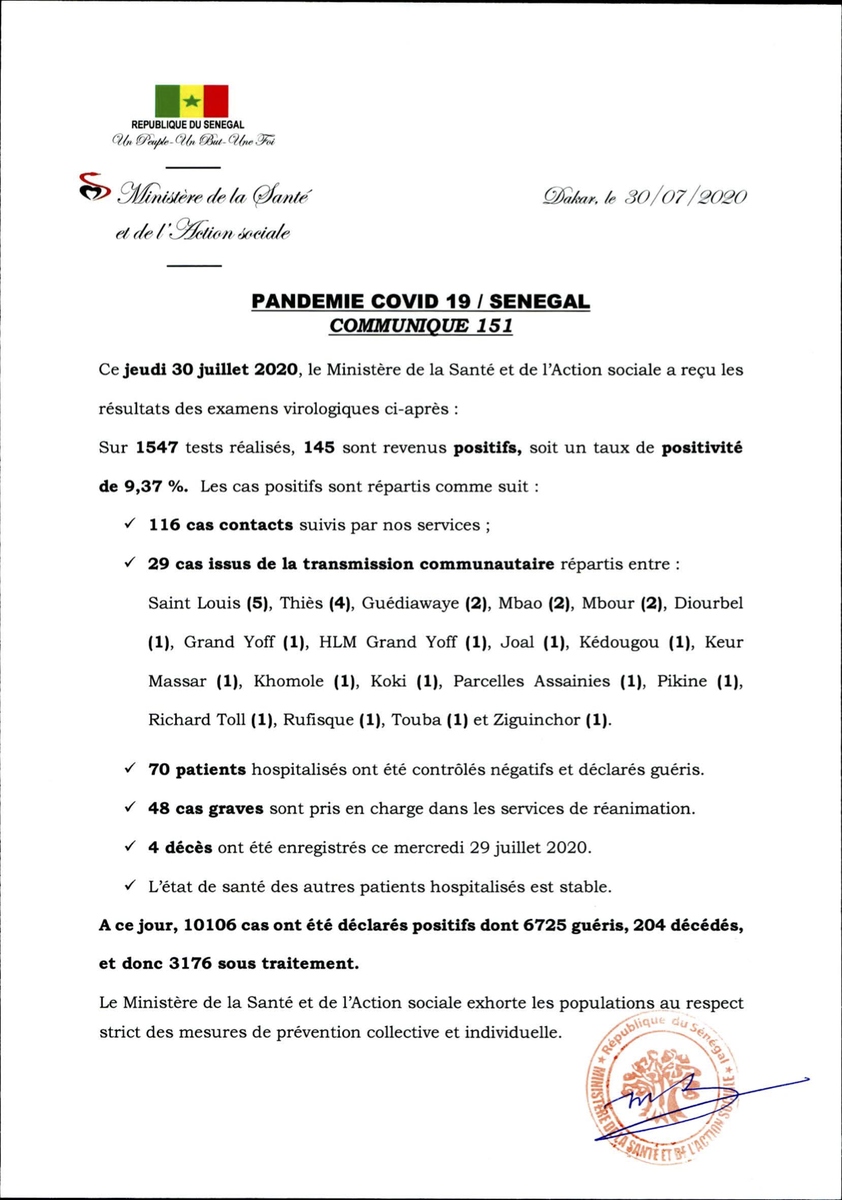 REPUBLIQUE DU SENEGAL
Un Peuple-Un But-Une Foi
Ministère de la Santé
et de l'Action sociale
Dakar, le 30/07/2020
PANDEMIE COVID 19 / SENEGAL
COMMUNIQUE 151
Ce jeudi 30 juillet 2020, le Ministère de la Santé et de l'Action sociale a reçu les
résultats des examens virologiques ci-après :
Sur 1547 tests réalisés, 145 sont revenus positifs, soit un taux de positivité
de 9,37 %. Les cas positifs sont répartis comme suit :
✓ 116 cas contacts suivis par nos services ;
✓ 29 cas issus de la transmission communautaire répartis entre :
Saint Louis (5), Thiès (4), Guédiawaye (2), Mbao (2), Mbour (2), Diourbel
(1), Grand Yoff (1), HLM Grand Yoff (1), Joal (1), Kédougou (1), Keur
Massar (1), Khomole (1), Koki (1), Parcelles Assainies (1), Pikine (1),
Richard Toll (1), Rufisque (1), Touba (1) et Ziguinchor (1).
✓ 70 patients hospitalisés ont été contrôlés négatifs et déclarés guéris.
✓ 48 cas graves sont pris en charge dans les services de réanimation.
✓ 4 décès ont été enregistrés ce mercredi 29 juillet 2020.
✓ L'état de santé des autres patients hospitalisés est stable.
A ce jour, 10106 cas ont été déclarés positifs dont 6725 guéris, 204 décédés,
et donc 3176 sous traitement.
Le Ministère de la Santé et de l'Action sociale exhorte les populations au respect
strict des mesures de prévention collective et individuelle.
République du Sénégal
MINISTÈRE DE LA SANTÉ ET DE L'ACTION SOCIALE